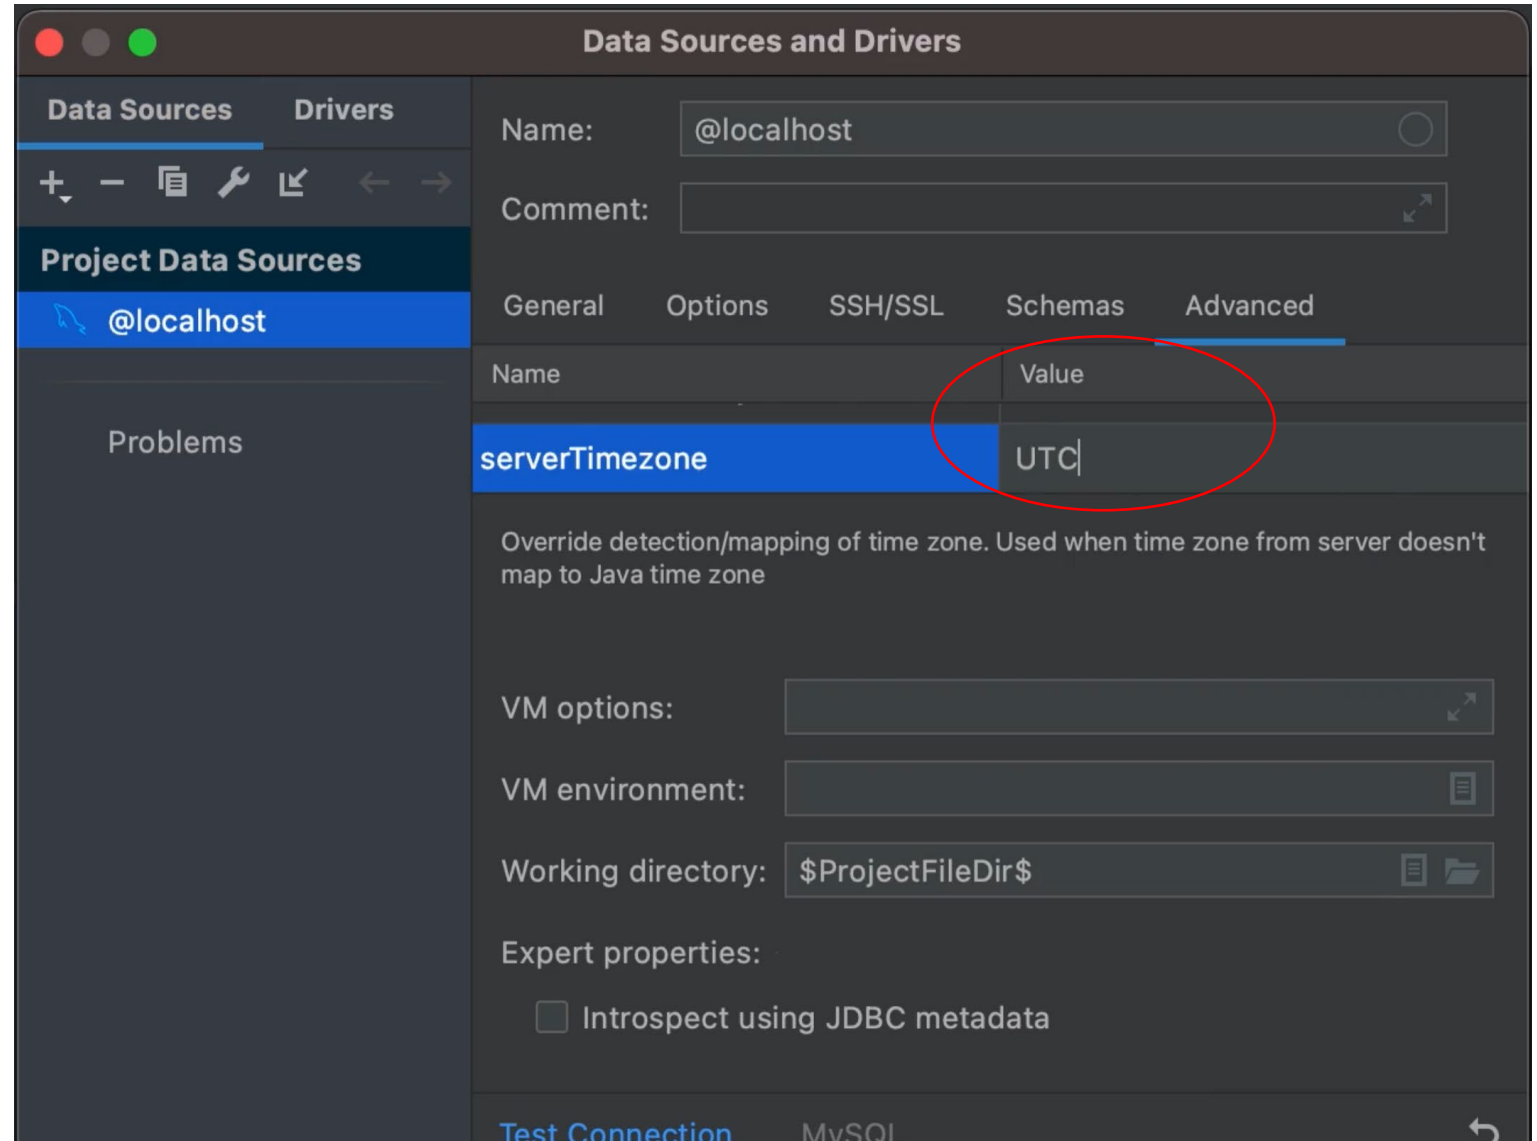 Data Sources and Drivers
Data Sources
Drivers
Project Data Sources
@localhost
Problems
Name:
@localhost
Comment:
General
Options
SSH/SSL
Schemas
Advanced
Name
Value
serverTimezone
UTC
Override detection/mapping of time zone. Used when time zone from server doesn't
map to Java time zone
VM options:
VM environment:
Working directory:
$ProjectFileDir$
Expert properties:
Introspect using JDBC metadata
Test Connection
MySQL